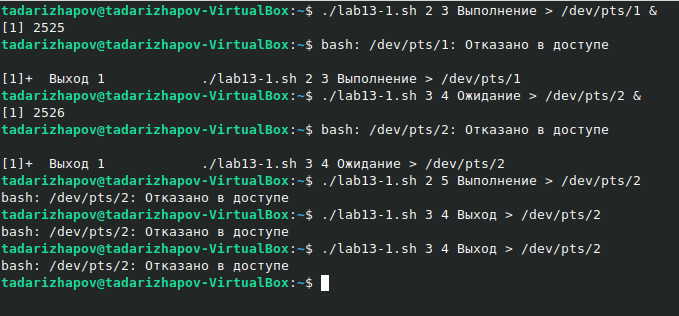 tadarizhapov@tadarizhapov-VirtualBox:~$ ./lab13-1.sh 2 3 Выполнение > /dev/pts/1 &
[1] 2525
tadarizhapov@tadarizhapov-VirtualBox:~$ bash: /dev/pts/1: Отказано в доступе
[1]+  Выход 1            ./lab13-1.sh 2 3 Выполнение > /dev/pts/1
tadarizhapov@tadarizhapov-VirtualBox:~$ ./lab13-1.sh 3 4 Ожидание > /dev/pts/2 &
[1] 2526
tadarizhapov@tadarizhapov-VirtualBox:~$ bash: /dev/pts/2: Отказано в доступе
[1]+  Выход 1            ./lab13-1.sh 3 4 Ожидание > /dev/pts/2
tadarizhapov@tadarizhapov-VirtualBox:~$ ./lab13-1.sh 2 5 Выполнение > /dev/pts/2
bash: /dev/pts/2: Отказано в доступе
tadarizhapov@tadarizhapov-VirtualBox:~$ ./lab13-1.sh 3 4 Выход > /dev/pts/2
bash: /dev/pts/2: Отказано в доступе
tadarizhapov@tadarizhapov-VirtualBox:~$ ./lab13-1.sh 3 4 Выход > /dev/pts/2
bash: /dev/pts/2: Отказано в доступе
tadarizhapov@tadarizhapov-VirtualBox:~$